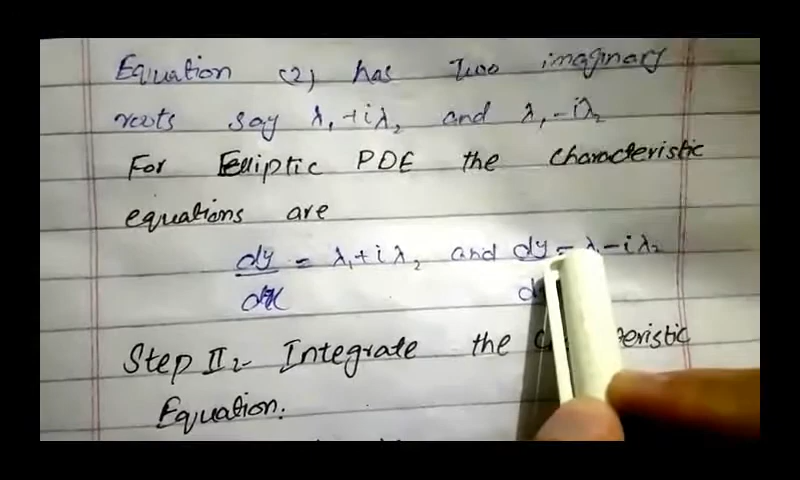 Equation (2) has Two imaginary
roots say λ₁+iλ₂ and λ₁-iλ₂
For Elliptic PDE the characteristic
equations are
dy/dx = λ₁+iλ₂ and dy = λ-iλ₂
Step II:- Integrate the
Equation.